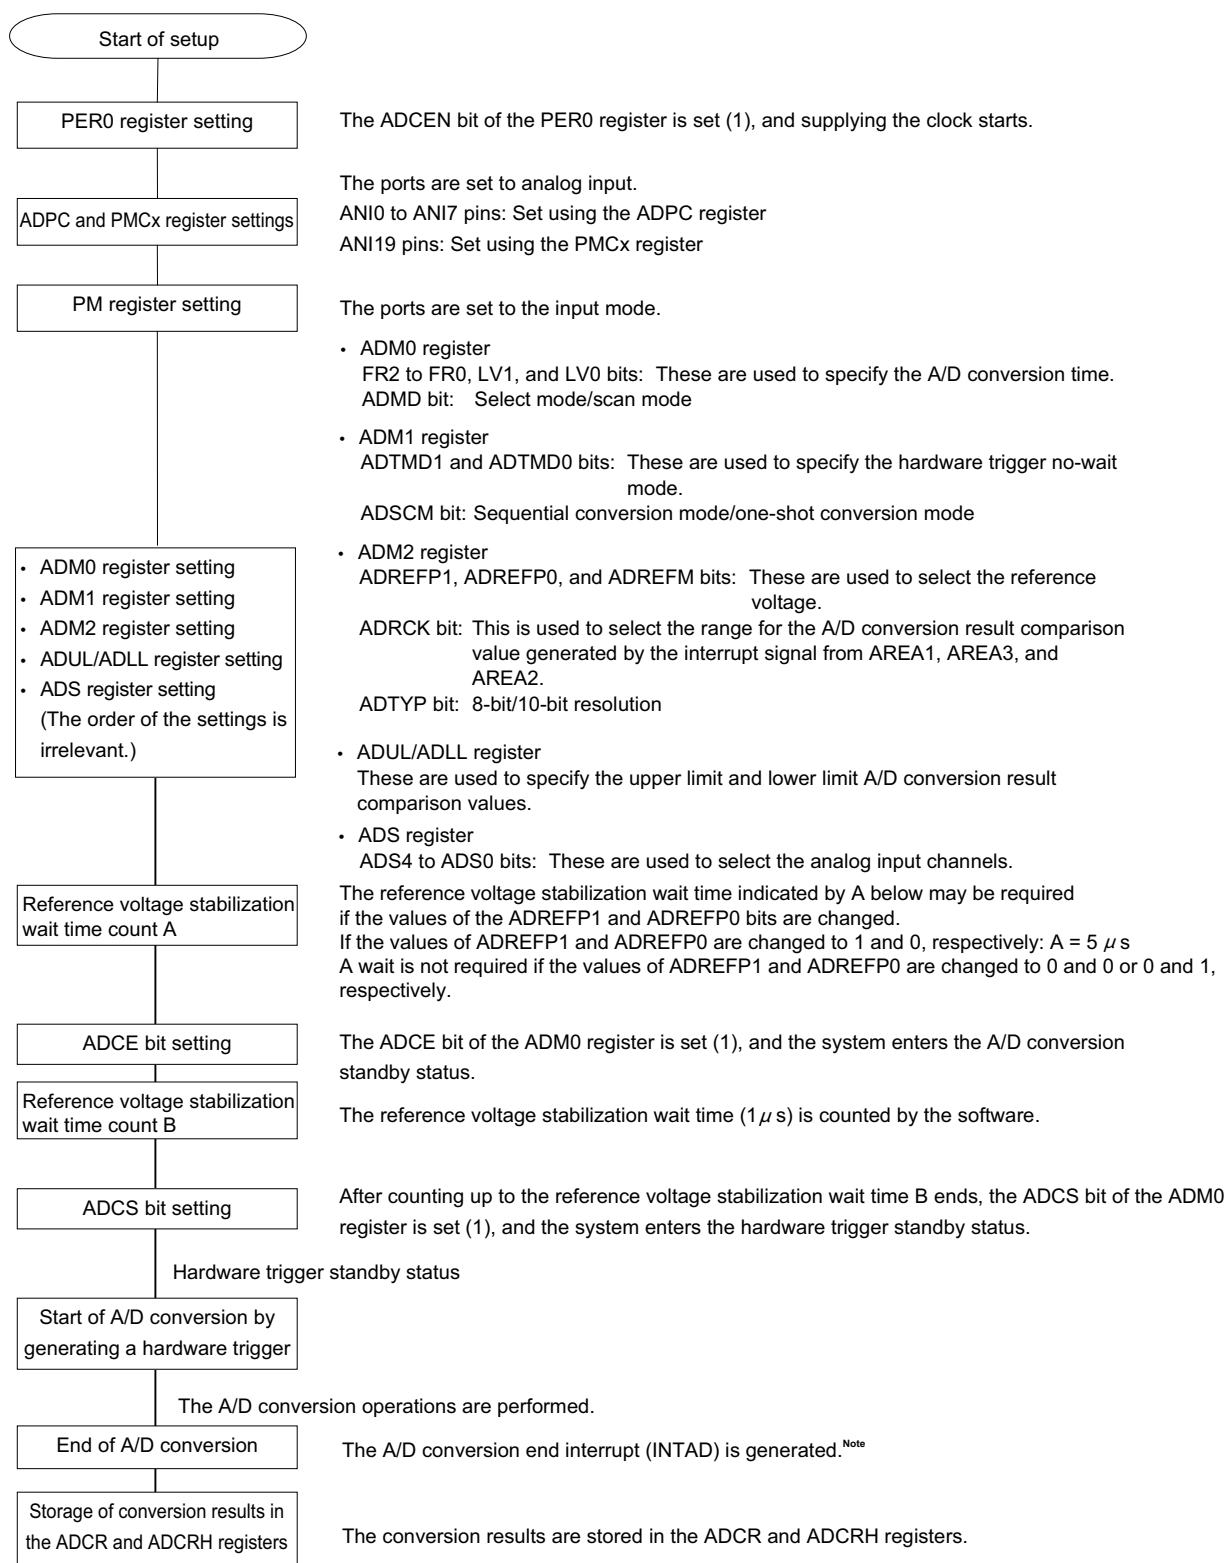 Start of setup
PER0 register setting
The ADCEN bit of the PER0 register is set (1), and supplying the clock starts.
The ports are set to analog input.
ADPC and PMCx register settings
ANI0 to ANI7 pins: Set using the ADPC register
ANI19 pins: Set using the PMCx register
PM register setting
The ports are set to the input mode.
• ADM0 register
FR2 to FR0, LV1, and LV0 bits: These are used to specify the A/D conversion time.
ADMD bit: Select mode/scan mode
• ADM1 register
ADTMD1 and ADTMD0 bits: These are used to specify the hardware trigger no-wait
mode.
ADSCM bit: Sequential conversion mode/one-shot conversion mode
• ADM0 register setting
• ADM1 register setting
• ADM2 register setting
• ADUL/ADLL register setting
• ADS register setting
(The order of the settings is
irrelevant.)
• ADM2 register
ADREFP1, ADREFP0, and ADREFM bits: These are used to select the reference
voltage.
ADRCK bit: This is used to select the range for the A/D conversion result comparison
value generated by the interrupt signal from AREA1, AREA3, and
AREA2.
ADTYP bit: 8-bit/10-bit resolution
• ADUL/ADLL register
These are used to specify the upper limit and lower limit A/D conversion result
comparison values.
• ADS register
ADS4 to ADS0 bits: These are used to select the analog input channels.
Reference voltage stabilization
wait time count A
The reference voltage stabilization wait time indicated by A below may be required
if the values of the ADREFP1 and ADREFP0 bits are changed.
If the values of ADREFP1 and ADREFP0 are changed to 1 and 0, respectively: A = 5 μ s
A wait is not required if the values of ADREFP1 and ADREFP0 are changed to 0 and 0 or 0 and 1,
respectively.
ADCE bit setting
The ADCE bit of the ADM0 register is set (1), and the system enters the A/D conversion
standby status.
Reference voltage stabilization
wait time count B
The reference voltage stabilization wait time (1 μ s) is counted by the software.
ADCS bit setting
After counting up to the reference voltage stabilization wait time B ends, the ADCS bit of the ADM0
register is set (1), and the system enters the hardware trigger standby status.
Hardware trigger standby status
Start of A/D conversion by
generating a hardware trigger
The A/D conversion operations are performed.
End of A/D conversion
The A/D conversion end interrupt (INTAD) is generated.Note
Storage of conversion results in
the ADCR and ADCRH registers
The conversion results are stored in the ADCR and ADCRH registers.